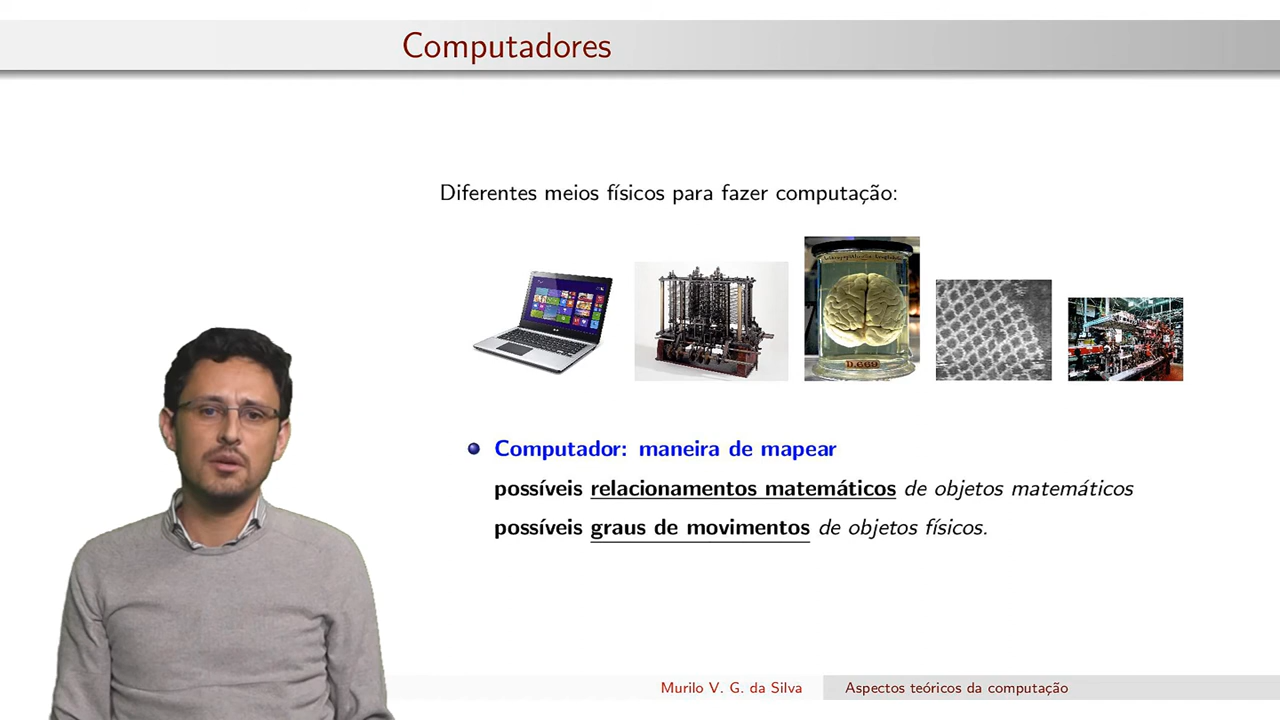 Computadores
Diferentes meios físicos para fazer computação:
D.669
Computador: maneira de mapear
possíveis relacionamentos matemáticos de objetos matemáticos
possíveis graus de movimentos de objetos físicos.
Murilo V. G. da Silva Aspectos teóricos da computação